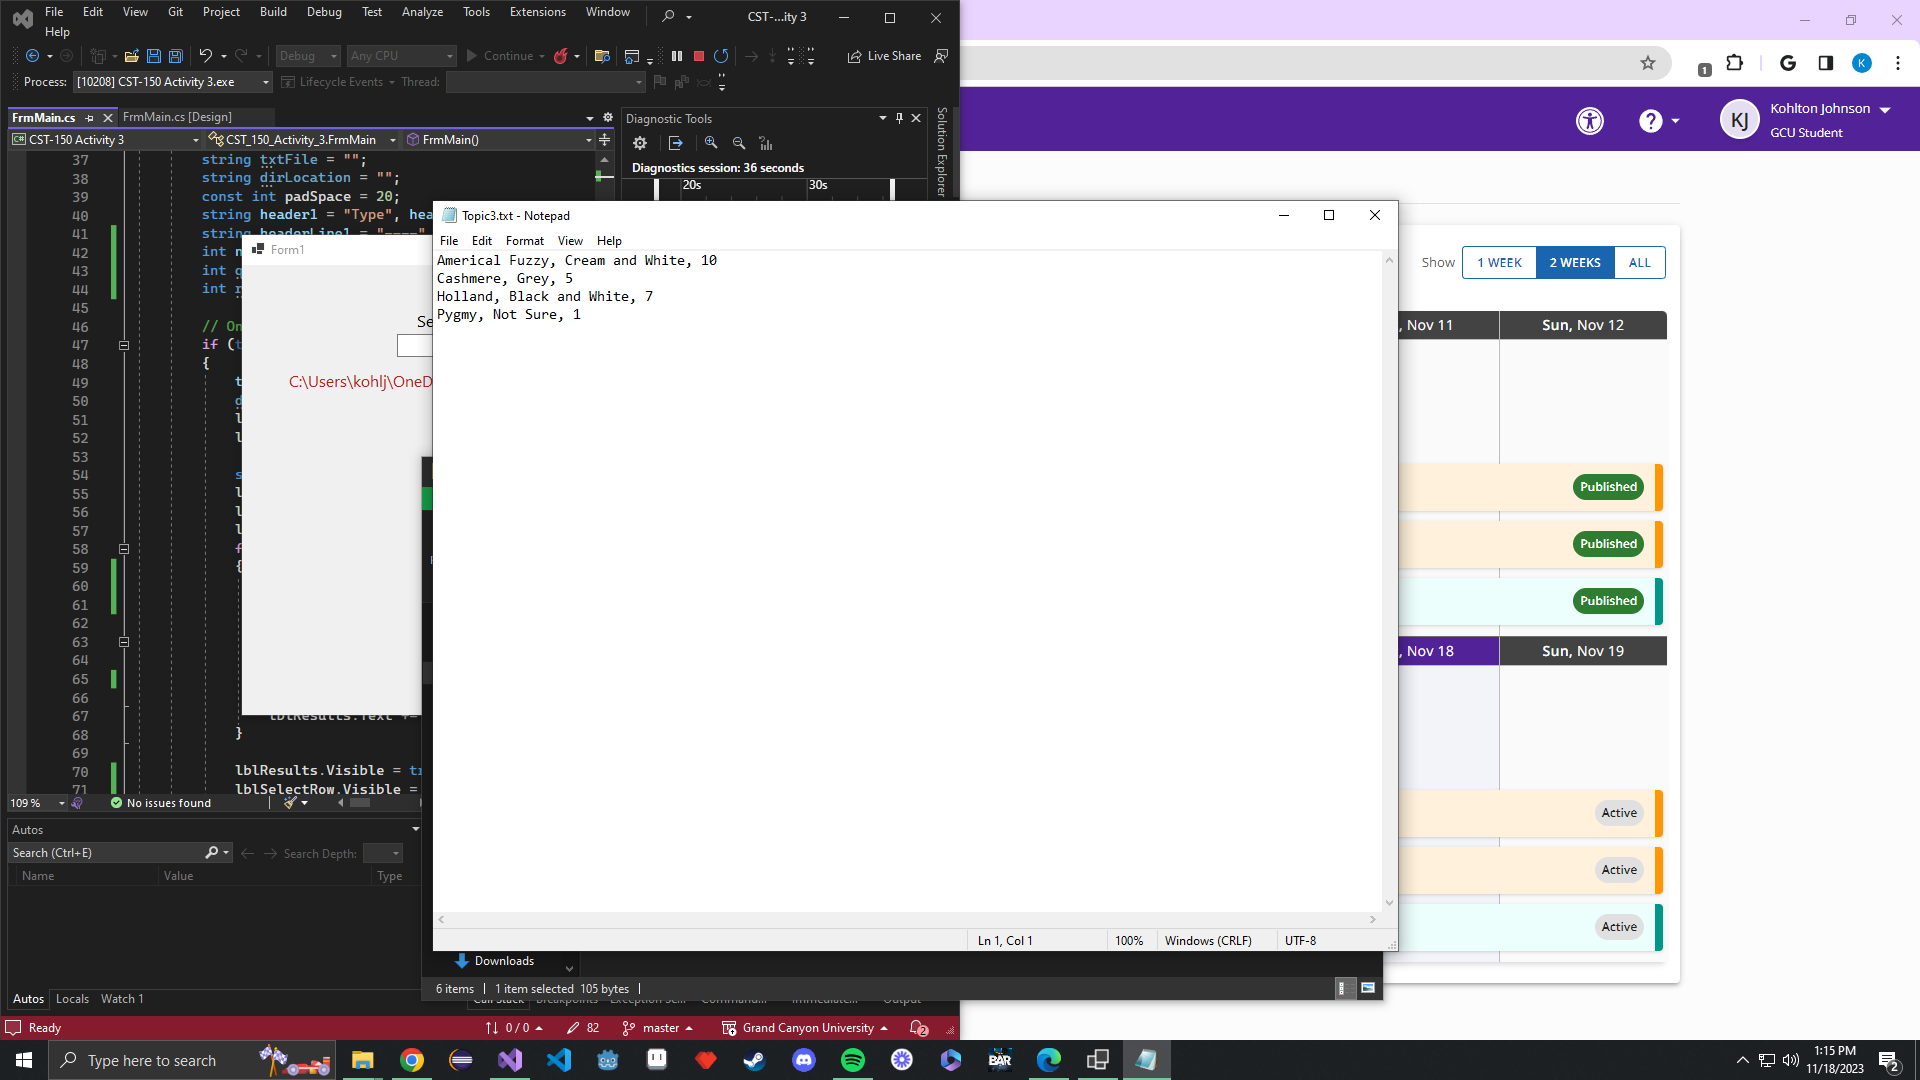 File Edit View Git Project Build Debug Test Analyze Tools Extensions Window
CST-...ity 3
Help
Debug Any CPU Continue Live Share
Process: [10208] CST-150 Activity 3.exe Lifecycle Events Thread:
FrmMain.cs FrmMain.cs [Design]
CST-150 Activity 3 CST_150_Activity_3.FrmMain FrmMain()
37 string txtFile = "";
38 string dirLocation = "";
39 const int padSpace = 20;
40 string header1 = "Type", hea
41 string headerLine1 = "====",
42 int
43 int
44 int
45
46 // On
47 if (t
48 {
49
50
51
52
53
54
55
56
57
58
59 {
60
61
62
63
64
65
66
67 lblResults.Text +=
68 }
69
70 lblResults.Visible = tr
71 lblSelectRow.Visible =
109 % No issues found
Diagnostic Tools
Diagnostics session: 36 seconds
20s 30s
Solution Explorer
Form1
Se
C:\Users\kohlj\OneD
Topic3.txt - Notepad
File Edit Format View Help
Americal Fuzzy, Cream and White, 10
Cashmere, Grey, 5
Holland, Black and White, 7
Pygmy, Not Sure, 1
Ln 1, Col 1 100% Windows (CRLF) UTF-8
Downloads
6 items 1 item selected 105 bytes
Autos
Search (Ctrl+E) Search Depth:
Name Value Type
Autos Locals Watch 1
Call Stack Breakpoints Exception Se... Command... Immediate... Output
Ready 0 / 0 82 master Grand Canyon University 2
1
K
KJ
Kohlton Johnson
GCU Student
Show 1 WEEK 2 WEEKS ALL
, Nov 11 Sun, Nov 12
Published
Published
Published
, Nov 18 Sun, Nov 19
Active
Active
Active
Type here to search
BAR
1:15 PM
11/18/2023
2